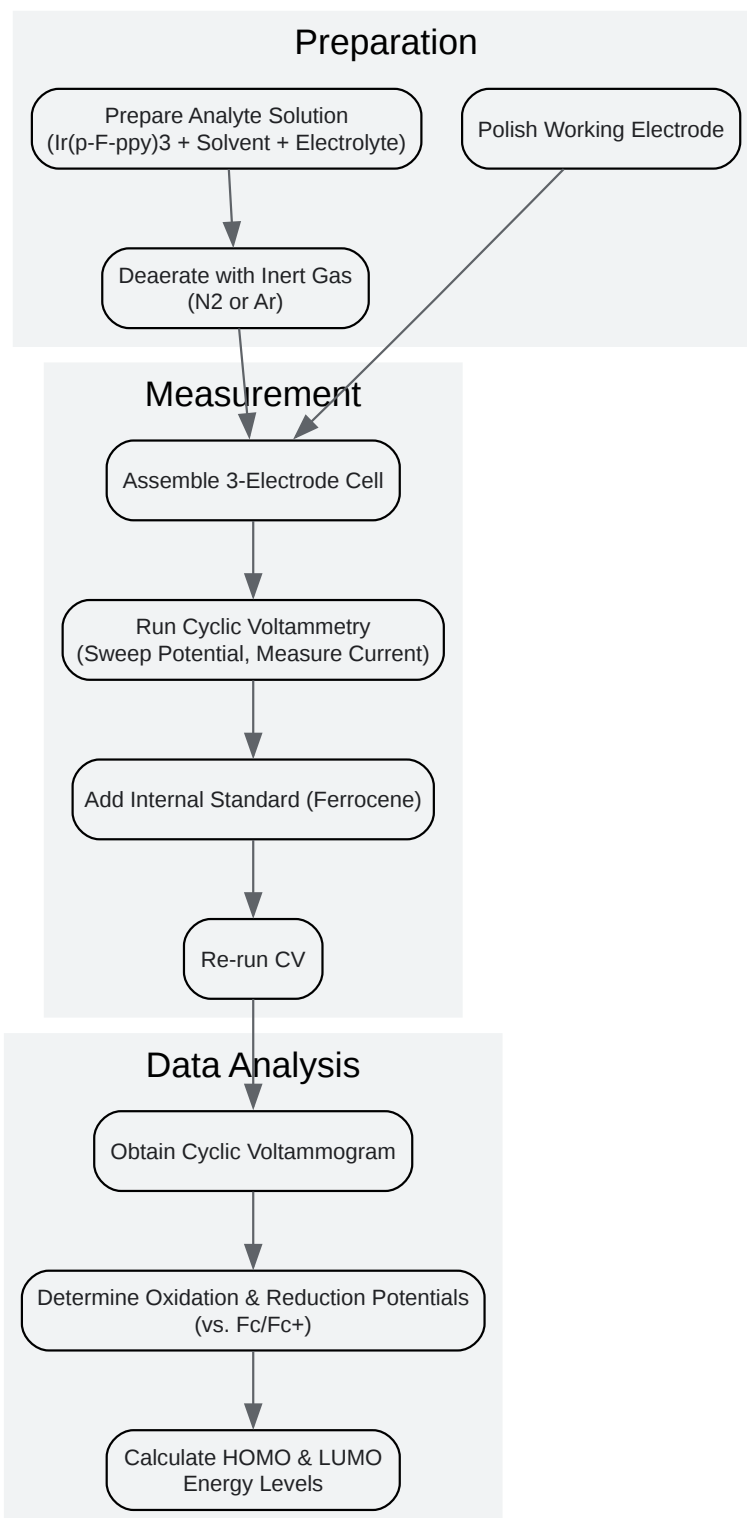 Preparation
Prepare Analyte Solution
(Ir(p-F-ppy)3 + Solvent + Electrolyte)
Polish Working Electrode
Deaerate with Inert Gas
(N2 or Ar)
Measurement
Assemble 3-Electrode Cell
Run Cyclic Voltammetry
(Sweep Potential, Measure Current)
Add Internal Standard (Ferrocene)
Re-run CV
Data Analysis
Obtain Cyclic Voltammogram
Determine Oxidation & Reduction Potentials
(vs. Fc/Fc+)
Calculate HOMO & LUMO
Energy Levels